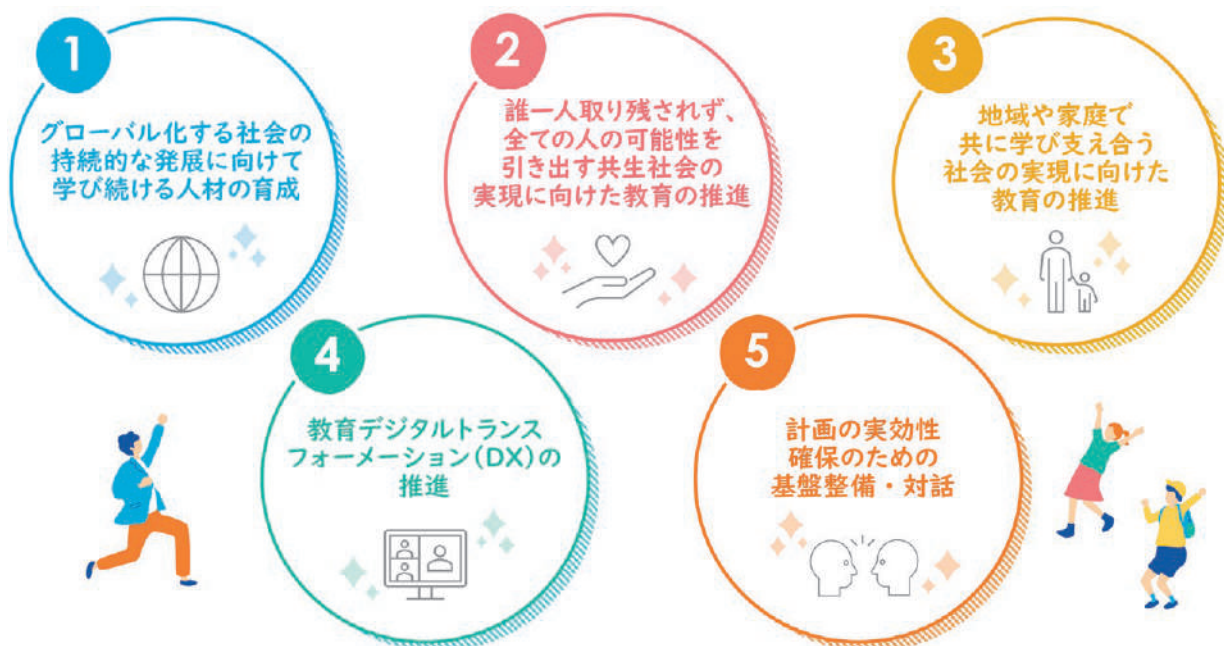 1
グローバル化する社会の
持続的な発展に向けて
学び続ける人材の育成
2
誰一人取り残されず、
全ての人の可能性を
引き出す共生社会の
実現に向けた教育の推進
3
地域や家庭で
共に学び支え合う
社会の実現に向けた
教育の推進
4
教育デジタルトランス
フォーメーション(DX)の
推進
5
計画の実効性
確保のための
基盤整備・対話